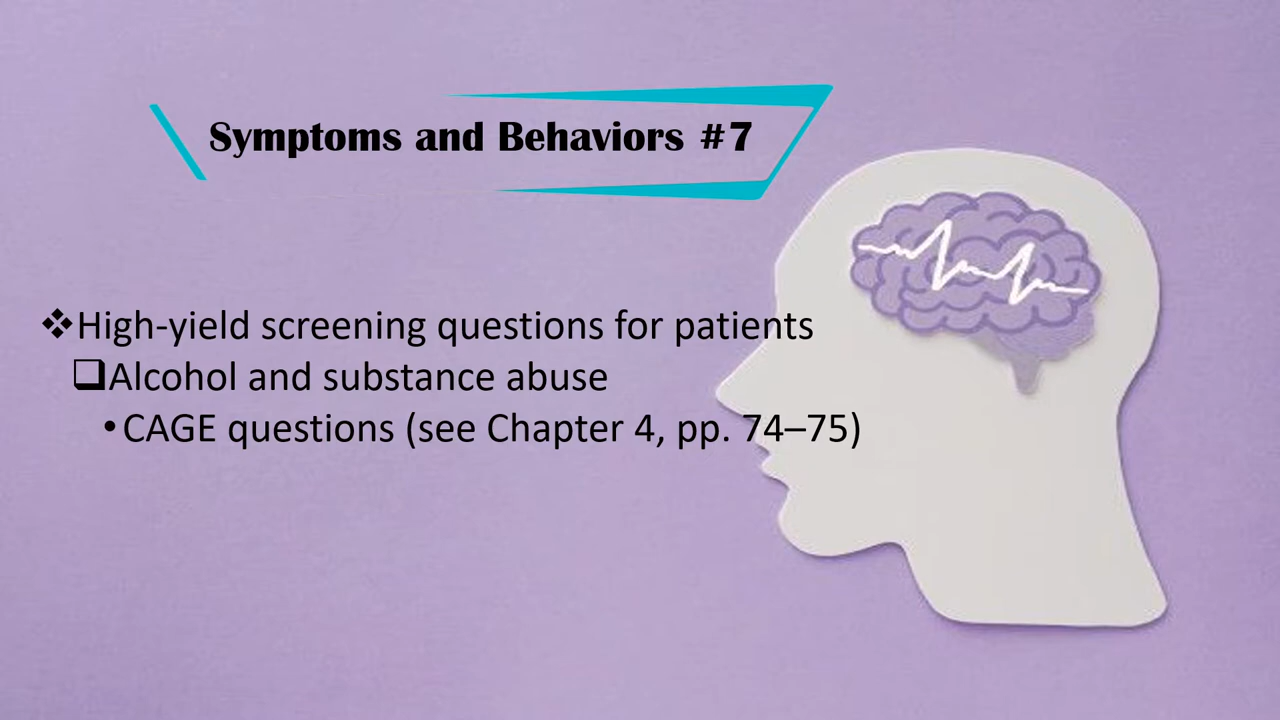 Symptoms and Behaviors #7
❖High-yield screening questions for patients
❑Alcohol and substance abuse
•CAGE questions (see Chapter 4, pp. 74–75)